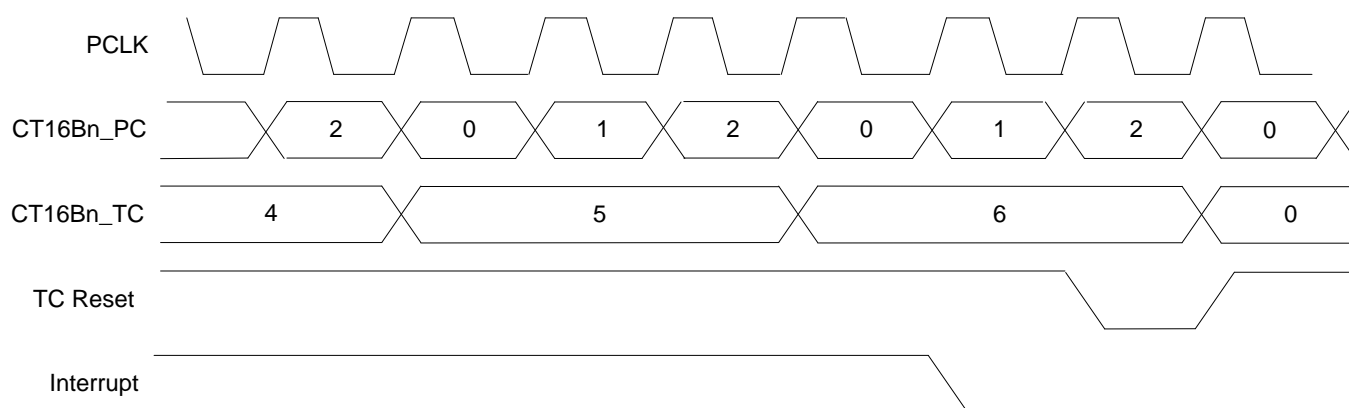 PCLK
CT16Bn_PC 2 0 1 2 0 1 2 0
CT16Bn_TC 4 5 6 0
TC Reset
Interrupt